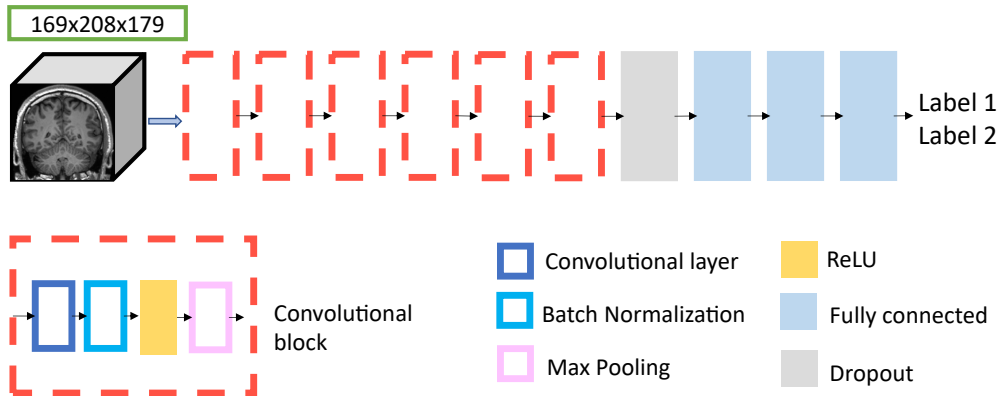 169x208x179
Label 1
Label 2
Convolutional layer
ReLU
Batch Normalization
Fully connected
Max Pooling
Dropout
Convolutional
block